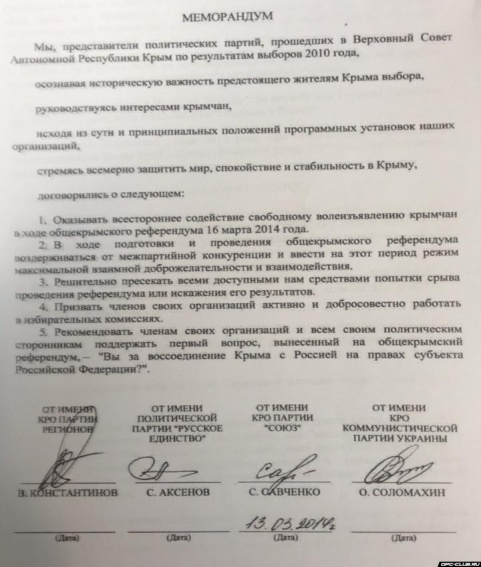 МЕМОРАНДУМ
Мы, представители политических партий, прошедших в Верховный Совет
Автономной Республики Крым по результатам выборов 2010 года,
осознавая историческую важность предстоящего жителям Крыма выбора,
руководствуясь интересами крымчан,
исходя из сути и принципиальных положений программных установок наших
организаций,
стремясь всемерно защитить мир, спокойствие и стабильность в Крыму,
договорились о следующем:
1. Оказывать всестороннее содействие свободному волеизъявлению крымчан
в ходе общекрымского референдума 16 марта 2014 года.
2. В ходе подготовки и проведения общекрымского референдума
воздерживаться от межпартийной конкуренции и ввести на этот период режим
максимальной взаимной доброжелательности и взаимодействия.
3. Решительно пресекать всеми доступными нам средствами попытки срыва
проведения референдума или искажения его результатов.
4. Призвать членов своих организаций активно и добросовестно работать
в избирательных комиссиях.
5. Рекомендовать членам своих организаций и всем своим политическим
сторонникам поддержать первый вопрос, вынесенный на общекрымский
референдум, – "Вы за воссоединение Крыма с Россией на правах субъекта
Российской Федерации?".
ОТ ИМЕНИ
КРО ПАРТИИ
РЕГИОНОВ
В. КОНСТАНТИНОВ
(Дата)
ОТ ИМЕНИ
ПОЛИТИЧЕСКОЙ
ПАРТИИ "РУССКОЕ
ЕДИНСТВО"
С. АКСЕНОВ
(Дата)
ОТ ИМЕНИ
КРО ПАРТИИ
"СОЮЗ"
С. САВЧЕНКО
13.03.2014г
(Дата)
ОТ ИМЕНИ
КРО
КОММУНИСТИЧЕСКОЙ
ПАРТИИ УКРАИНЫ
О. СОЛОМАХИН
(Дата)
OPC-CLUB.RU